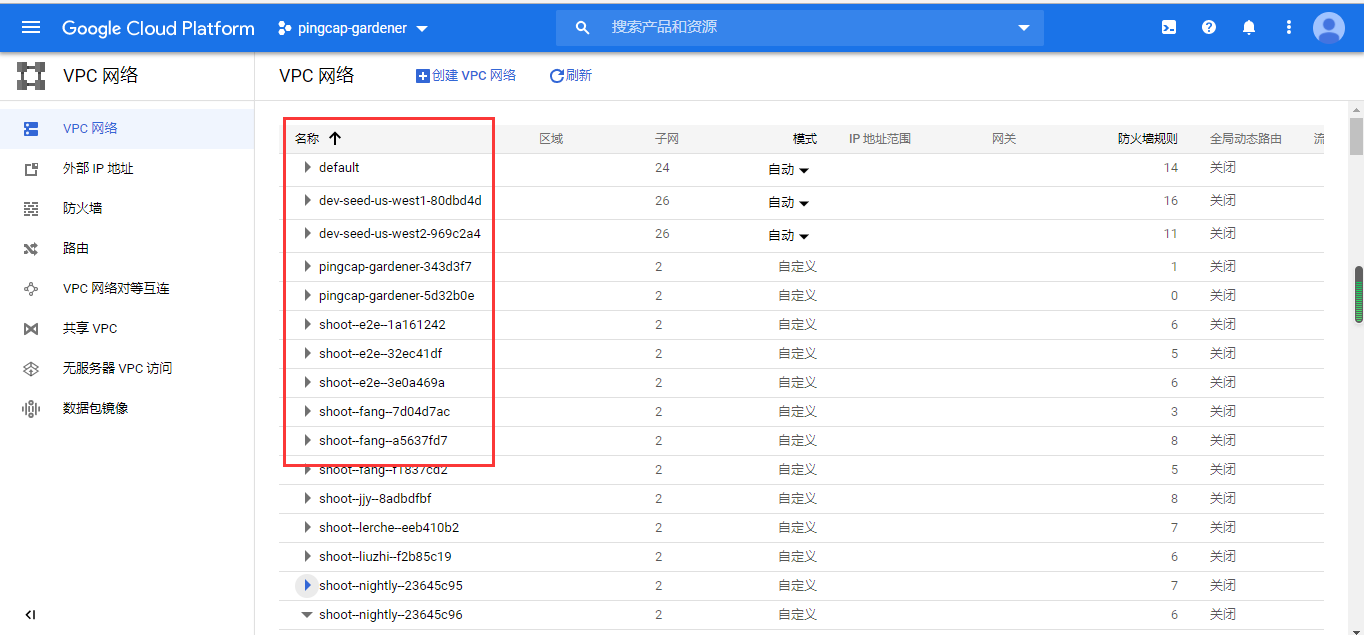 Google Cloud Platform pingcap-gardener 搜索产品和资源
VPC 网络
VPC 网络
外部 IP 地址
防火墙
路由
VPC 网络对等互连
共享 VPC
无服务器 VPC 访问
数据包镜像
VPC 网络 创建 VPC 网络 刷新
名称 区域 子网 模式 IP 地址范围 网关 防火墙规则 全局动态路由 流
default 24 自动 14 关闭
dev-seed-us-west1-80dbd4d 26 自动 16 关闭
dev-seed-us-west2-969c2a4 26 自动 11 关闭
pingcap-gardener-343d3f7 2 自定义 1 关闭
pingcap-gardener-5d32b0e 2 自定义 0 关闭
shoot--e2e--1a161242 2 自定义 6 关闭
shoot--e2e--32ec41df 2 自定义 5 关闭
shoot--e2e--3e0a469a 2 自定义 6 关闭
shoot--fang--7d04d7ac 2 自定义 3 关闭
shoot--fang--a5637fd7 2 自定义 8 关闭
shoot--fang--f1837cd2 2 自定义 5 关闭
shoot--jjy--8adbdfbf 2 自定义 8 关闭
shoot--lerche--eeb410b2 2 自定义 7 关闭
shoot--liuzhi--f2b85c19 2 自定义 6 关闭
shoot--nightly--23645c95 2 自定义 7 关闭
shoot--nightly--23645c96 2 自定义 6 关闭